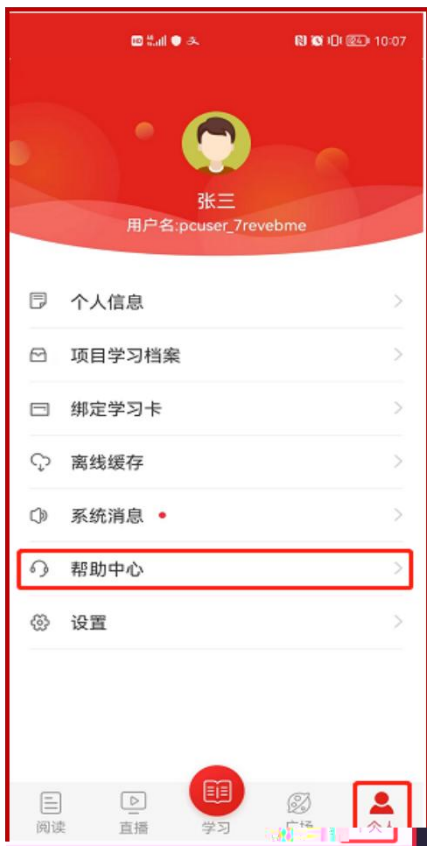 10:07
张三
用户名:pcuser_7revebme
个人信息
项目学习档案
绑定学习卡
离线缓存
系统消息
帮助中心
设置
阅读
直播
学习
广场
个人